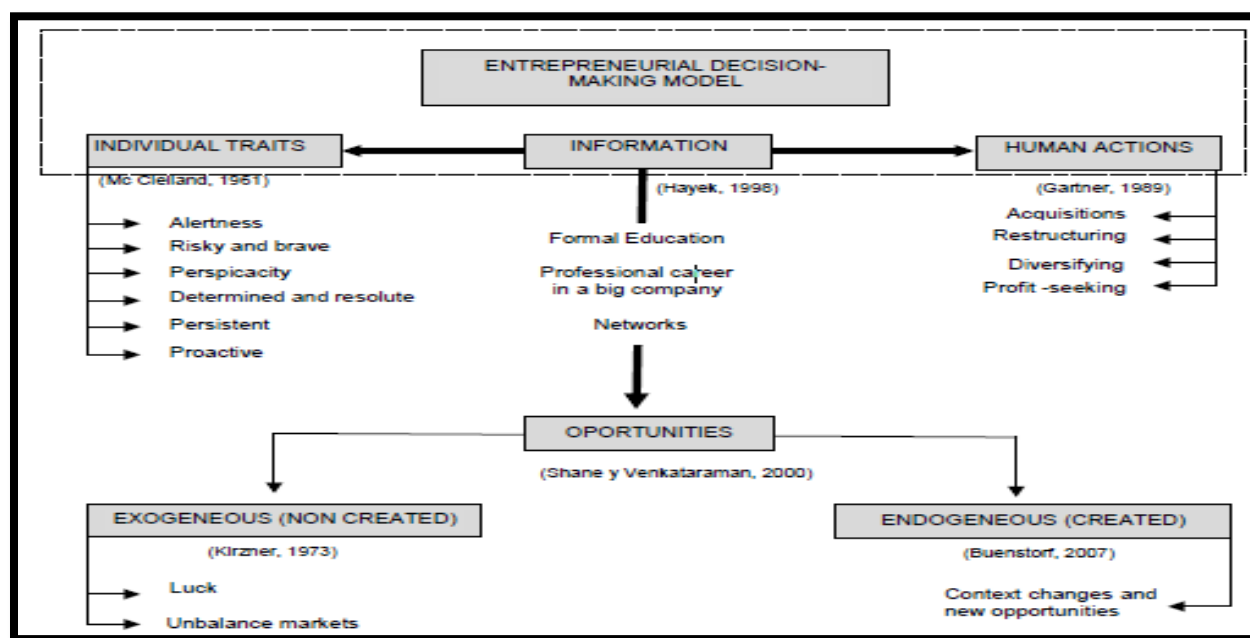 ENTREPRENEURIAL DECISION-
MAKING MODEL
INDIVIDUAL TRAITS
INFORMATION
HUMAN ACTIONS
(Mc Clelland, 1961)
(Hayek, 1998)
(Gartner, 1989)
Alertness
Risky and brave
Perspicacity
Determined and resolute
Persistent
Proactive
Formal Education
Professional career
in a big company
Networks
Acquisitions
Restructuring
Diversifying
Profit -seeking
OPORTUNITIES
(Shane y Venkataraman, 2000)
EXOGENEOUS (NON CREATED)
(Kirzner, 1973)
Luck
Unbalance markets
ENDOGENEOUS (CREATED)
(Buenstorf, 2007)
Context changes and
new opportunities